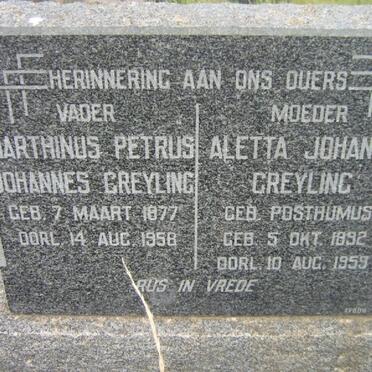 HERINNERING AAN ONS OUERS
VADER
MARTHINUS PETRUS
JOHANNES GREYLING
GEB. 7 MAART 1877
OORL. 14 AUG. 1958
MOEDER
ALETTA JOHAN
GREYLING
GEB. POSTHUMUS
GEB. 5 OKT. 1892
OORL. 10 AUG. 1959
RUS IN VREDE